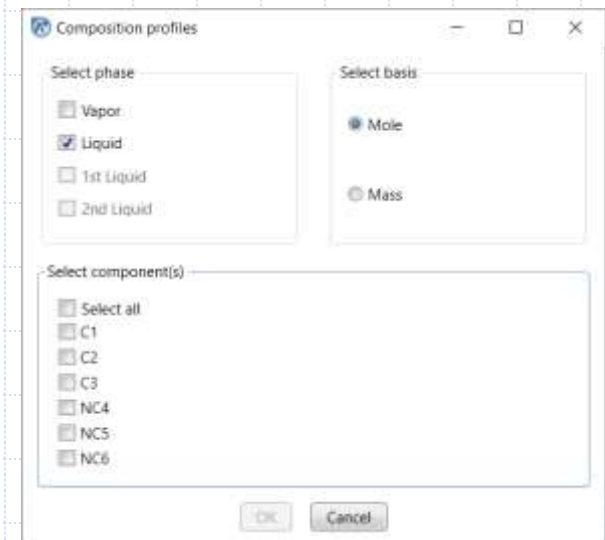 Composition profiles
Select phase
Vapor
Liquid
1st Liquid
2nd Liquid
Select basis
Mole
Mass
Select component(s)
Select all
C1
C2
C3
NC4
NC5
NC6
OK
Cancel